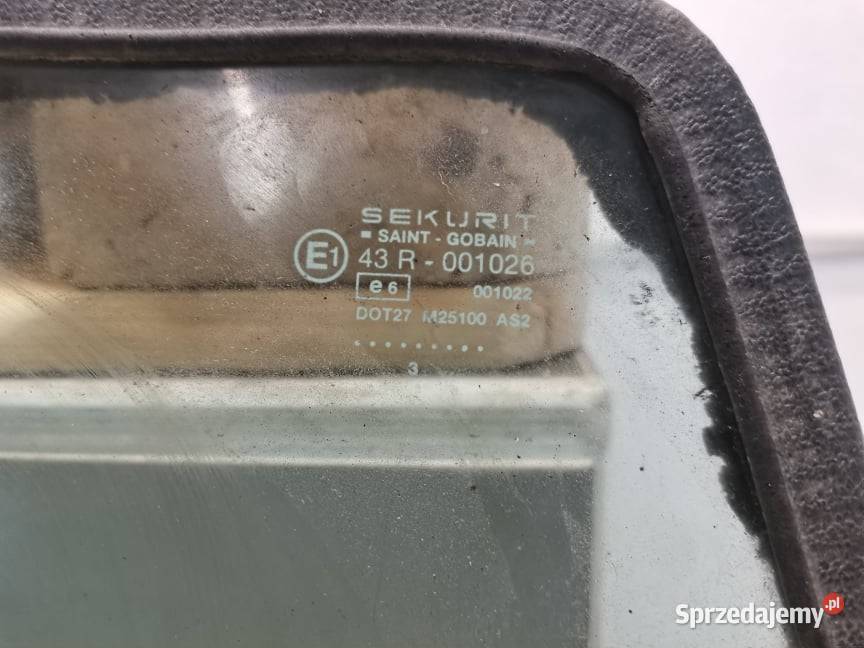 SEKURIT
SAINT - GOBAIN
E1 43 R - 001026
e6 001022
DOT27 M25100 AS2
.........
3
Sprzedajemy.pl